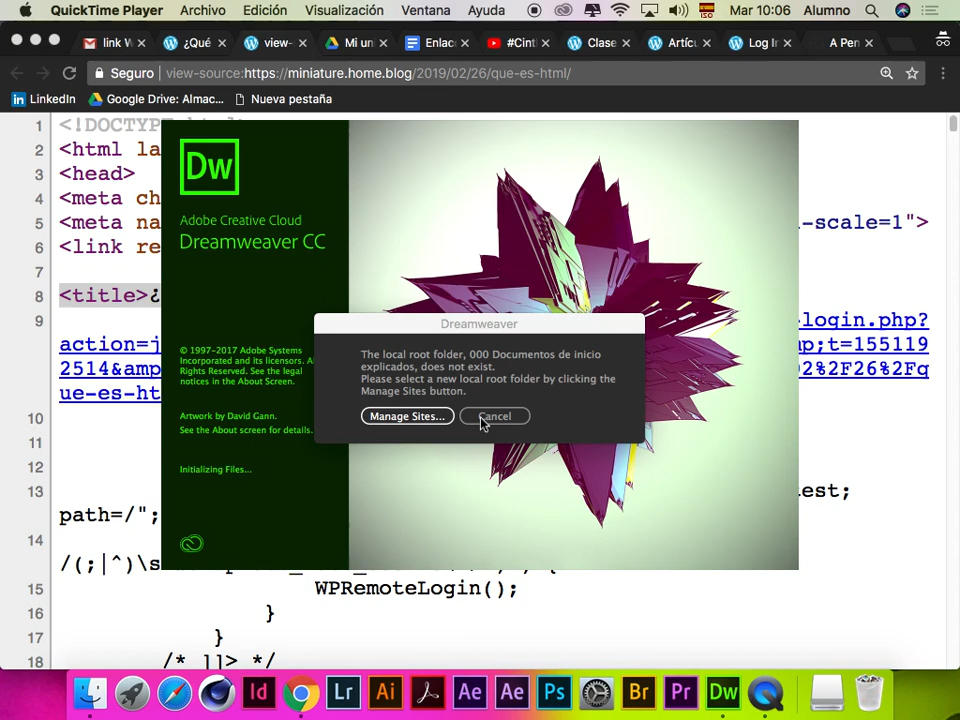 QuickTime Player Archivo Edición Visualización Ventana Ayuda ISO Mar 10:06 Alumno
link W ¿Qué view- Mi un Enlac #Cint Clase Artíc Log In A Pen
Seguro view-source:https://miniature.home.blog/2019/02/26/que-es-html/
in LinkedIn Google Drive: Almac... Nueva pestaña
1 <!DOCTYPE
2 <html la
3 <head>
4 <meta ch
5 <meta na -scale=1">
6 <link re
7
8 <title>¿
9 login.php?
action=j p;t=155119
2514&amp 2%2F26%2Fq
ue-es-ht
10
11
12
13 est;
path=/";
14
/(;|^)\s
15 WPRemoteLogin();
16 }
17 }
18 /* ]]> */
Dw
Adobe Creative Cloud
Dreamweaver CC
© 1997-2017 Adobe Systems
Incorporated and its licensors. A
Rights Reserved. See the legal
notices in the About Screen.
Artwork by David Gann.
See the About screen for details.
Initializing Files...
Dreamweaver
The local root folder, 000 Documentos de inicio
explicados, does not exist.
Please select a new local root folder by clicking the
Manage Sites button.
Manage Sites... Cancel
Id Lr Ai Ae Ae Ps Br Pr Dw